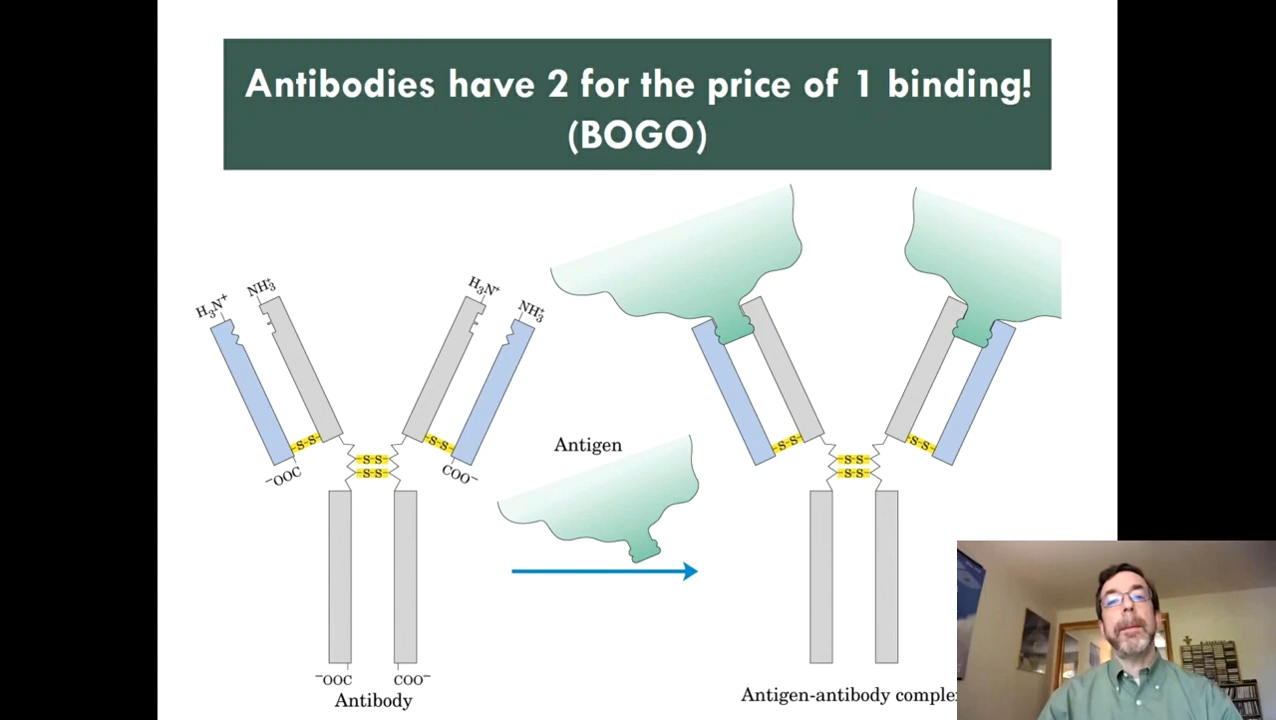 Antibodies have 2 for the price of 1 binding!
(BOGO)
H₃N⁺
NH₃⁺
H₃N⁺
NH₃⁺
S-S
S-S
S-S
S-S
⁻OOC
COO⁻
Antigen
S-S
S-S
S-S
S-S
⁻OOC
COO⁻
Antibody
Antigen-antibody comple